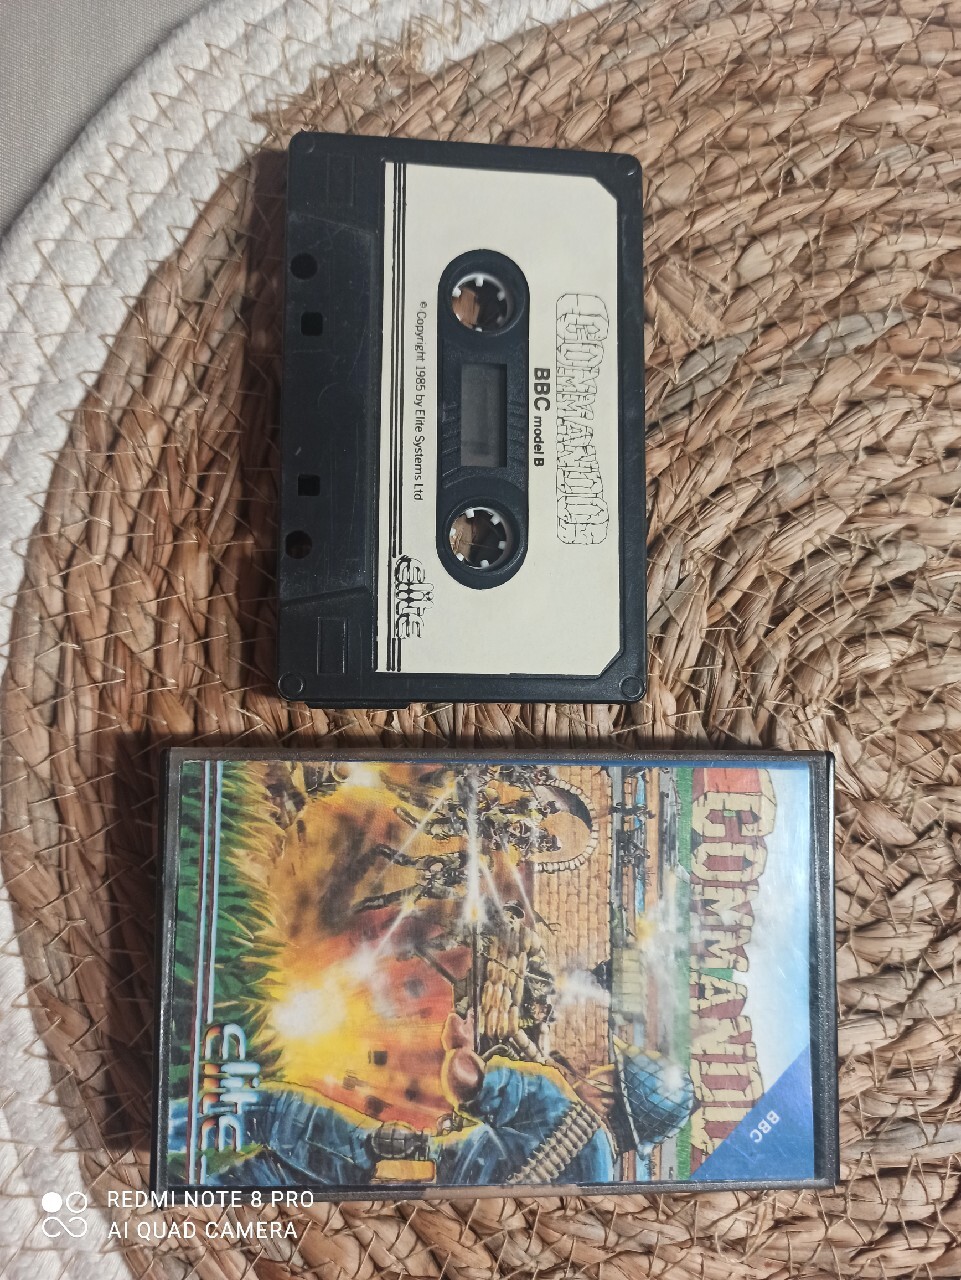 COMMANDO
BBC model B
© Copyright 1985 by Elite Systems Ltd
elite
COMMANDO
BBC
elite
REDMI NOTE 8 PRO
AI QUAD CAMERA